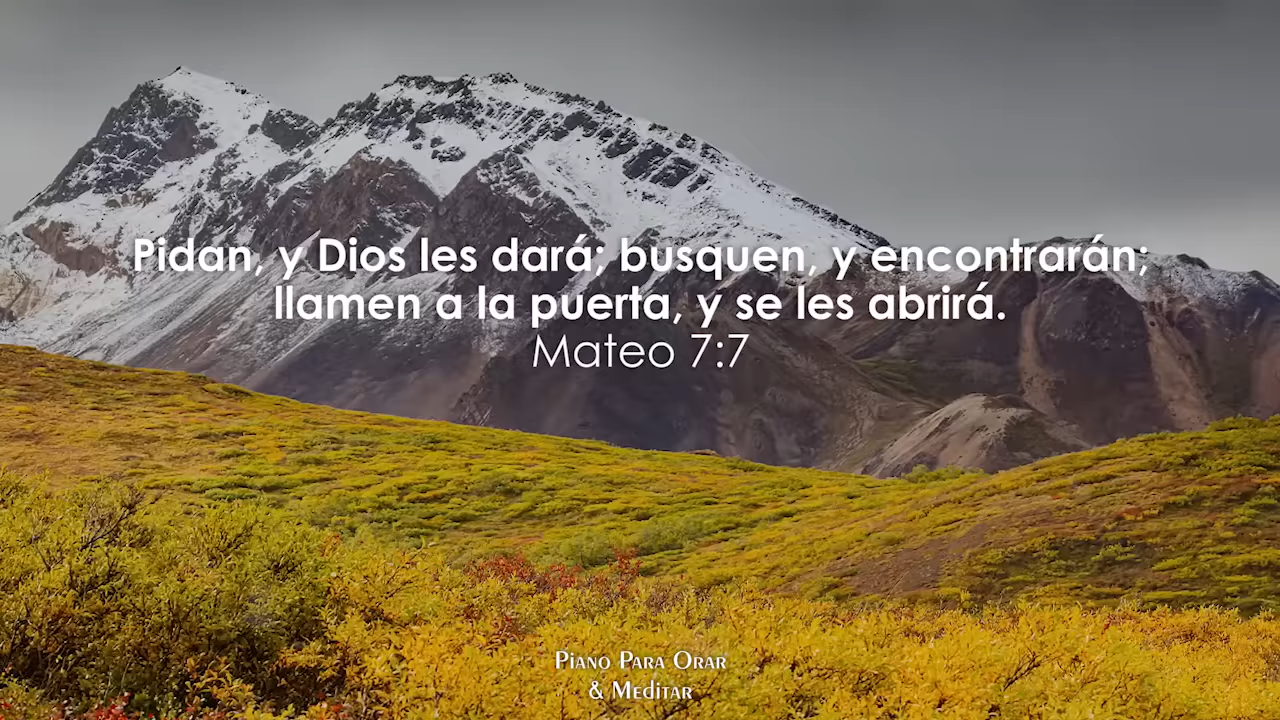 Pidan, y Dios les dará; busquen, y encontrarán;
llamen a la puerta, y se les abrirá.
Mateo 7:7
Piano Para Orar
& Meditar